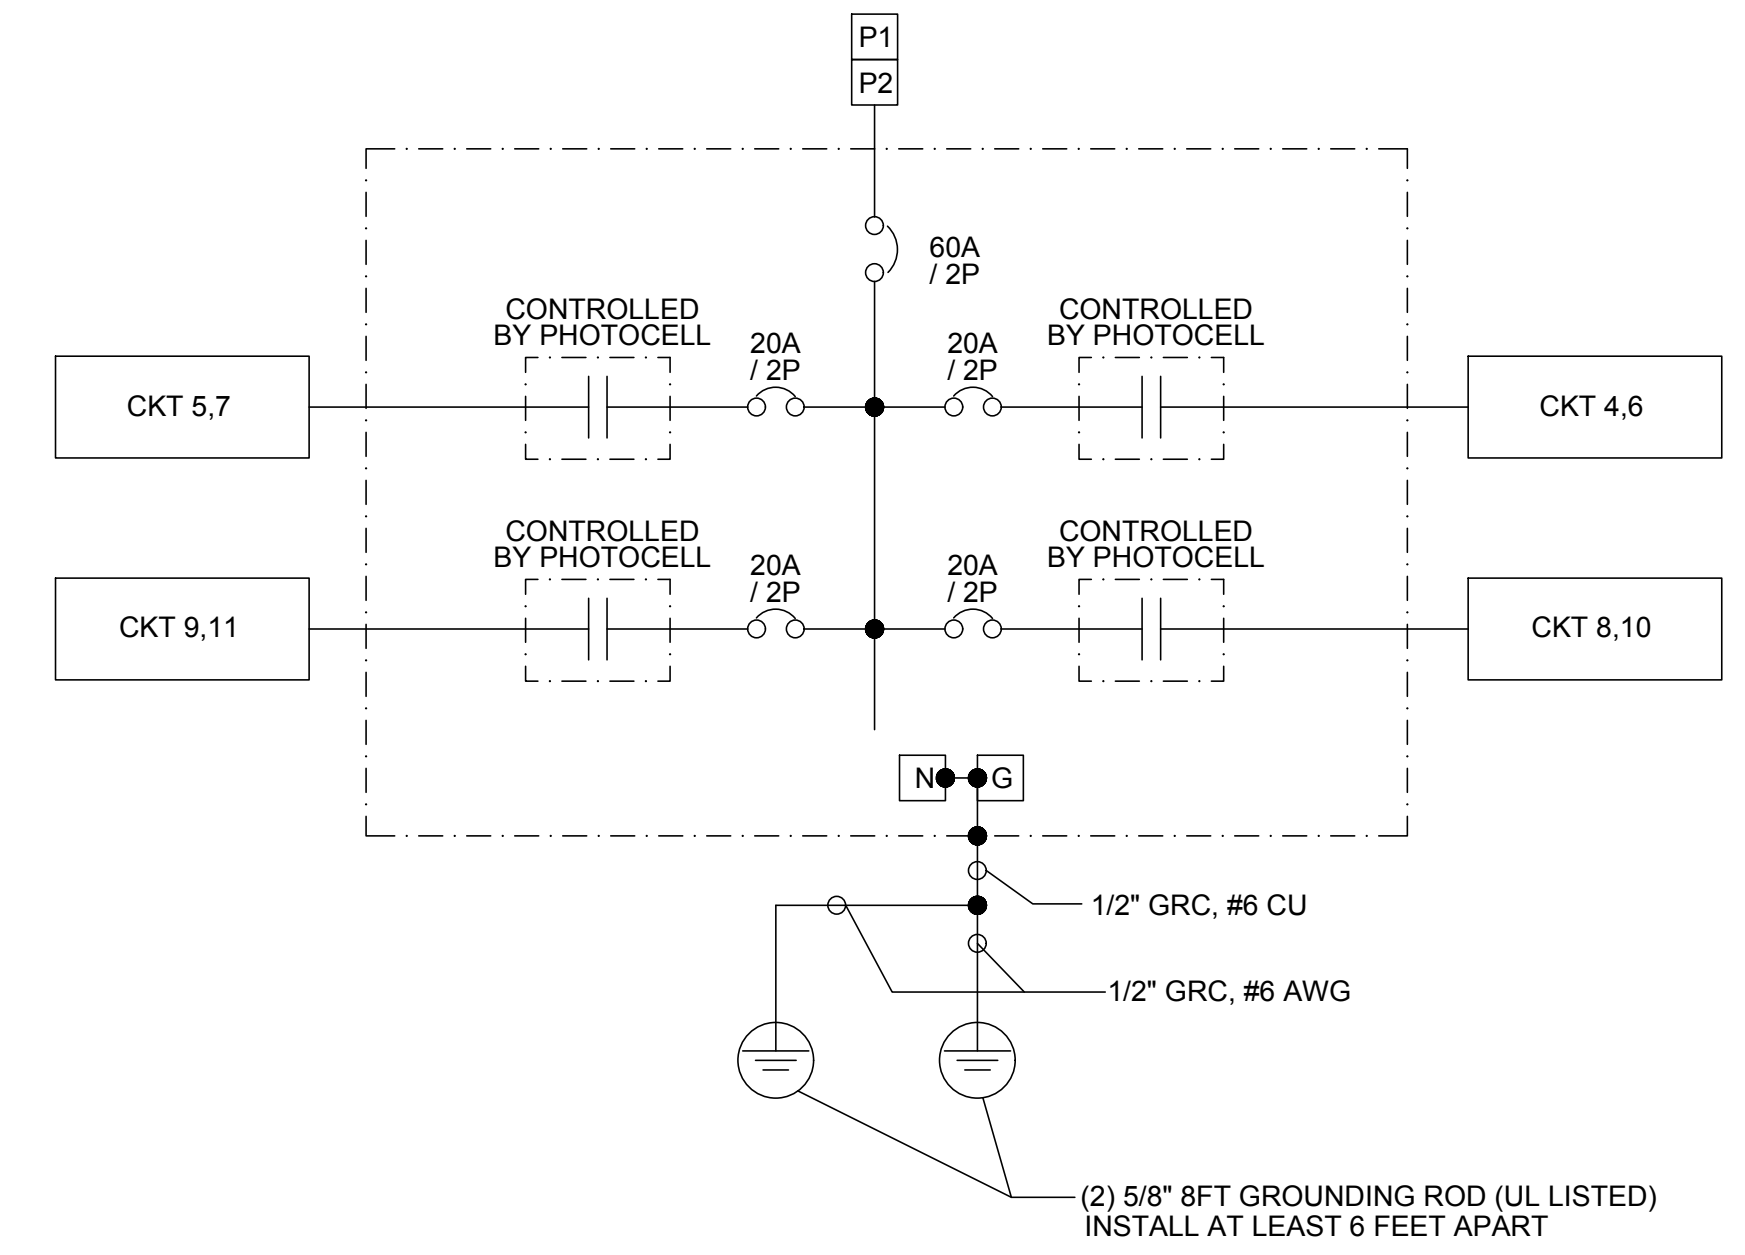 P1
P2
60A
/ 2P
CONTROLLED
BY PHOTOCELL
20A
/ 2P
20A
/ 2P
CONTROLLED
BY PHOTOCELL
CKT 5,7
CKT 4,6
CONTROLLED
BY PHOTOCELL
20A
/ 2P
20A
/ 2P
CONTROLLED
BY PHOTOCELL
CKT 9,11
CKT 8,10
N
G
1/2" GRC, #6 CU
1/2" GRC, #6 AWG
(2) 5/8" 8FT GROUNDING ROD (UL LISTED)
INSTALL AT LEAST 6 FEET APART